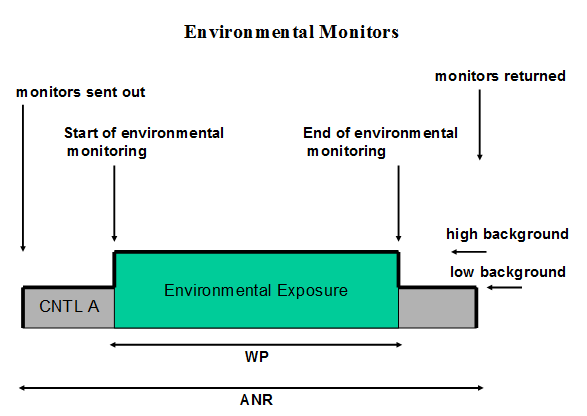 Environmental Monitors
monitors returned
monitors sent out
Start of environmental
monitoring
End of environmental
monitoring
high background
low background
CNTL A
Environmental Exposure
WP
ANR